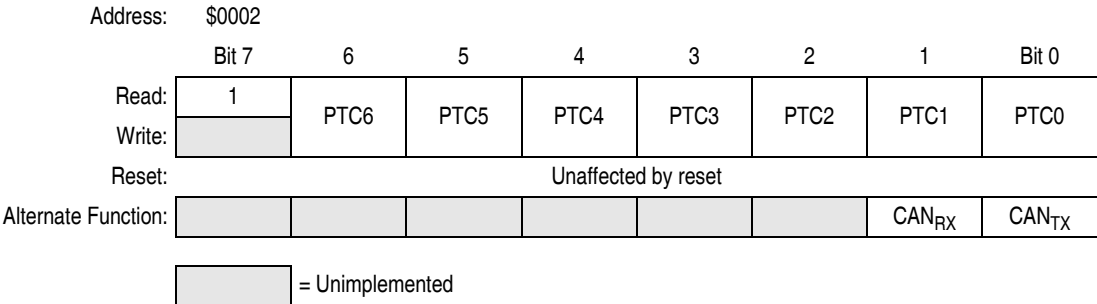 Address: $0002
Bit 7 6 5 4 3 2 1 Bit 0
Read: 1 PTC6 PTC5 PTC4 PTC3 PTC2 PTC1 PTC0
Write:
Reset: Unaffected by reset
Alternate Function: CANRX CANTX
= Unimplemented